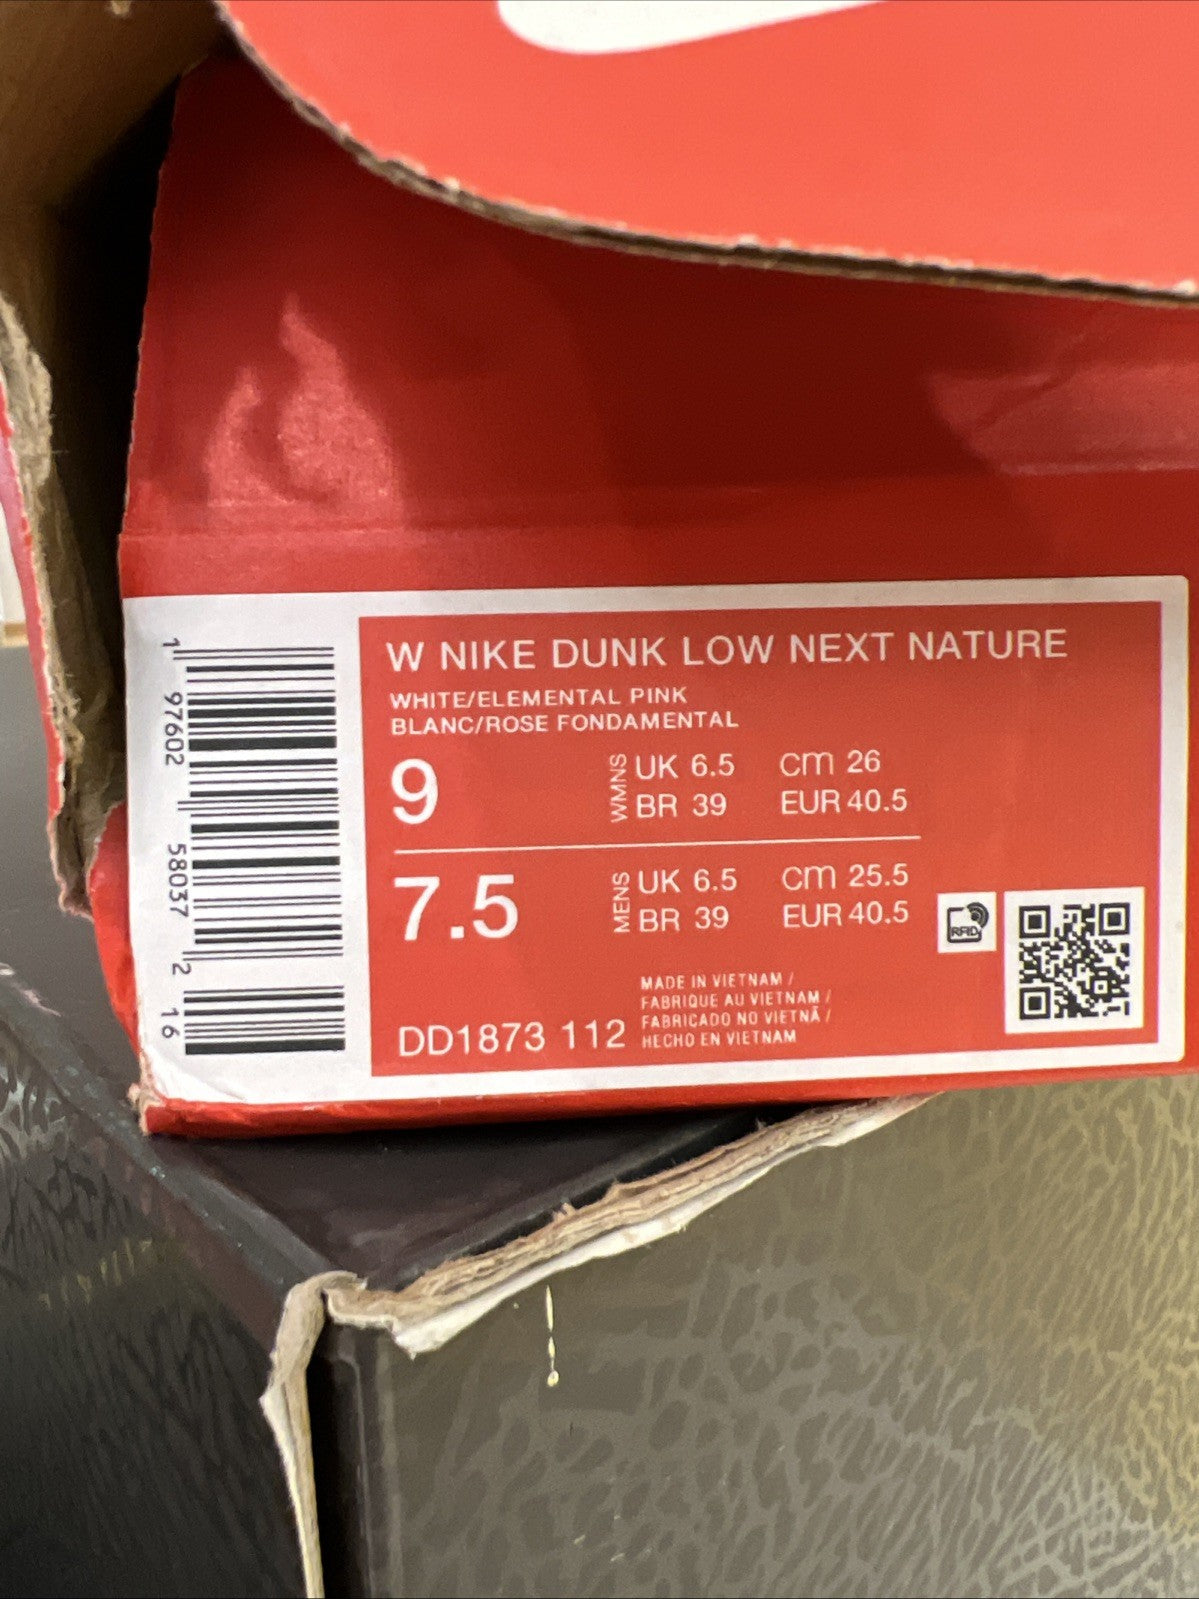 W NIKE DUNK LOW NEXT NATURE
WHITE/ELEMENTAL PINK
BLANC/ROSE FONDAMENTAL
9 WMNS UK 6.5 cm 26
BR 39 EUR 40.5
7.5 MENS UK 6.5 cm 25.5
BR 39 EUR 40.5
RFID
MADE IN VIETNAM /
FABRIQUE AU VIETNAM /
FABRICADO NO VIETNÃ /
HECHO EN VIETNAM
DD1873 112
1 97602 58037 2 16